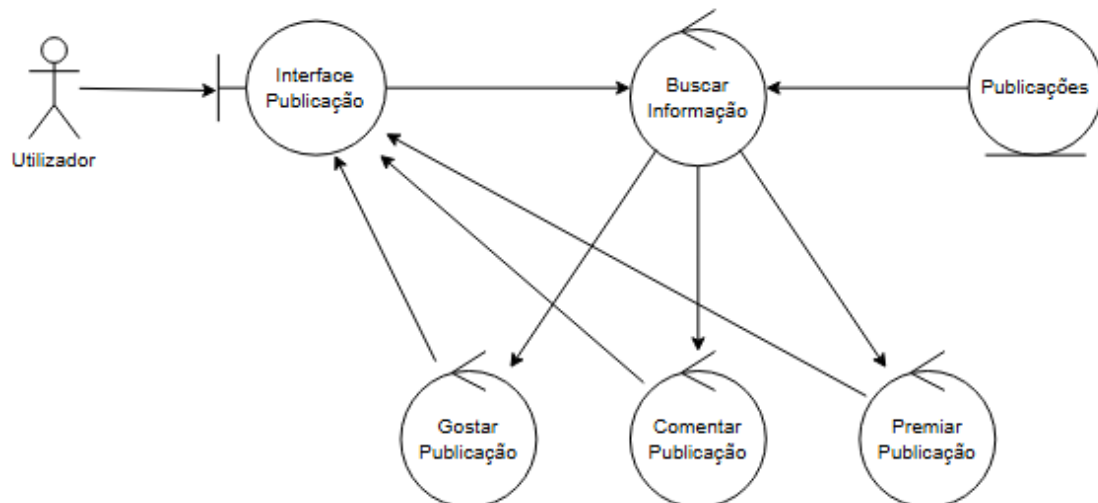 Interface
Publicação
Buscar
Informação
Publicações
Utilizador
Gostar
Publicação
Comentar
Publicação
Premiar
Publicação